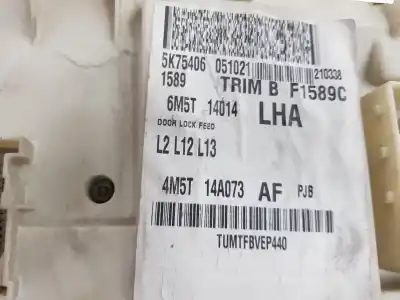 5K75406 051021 210338
1589 TRIM B F1589C
6M5T 14014 LHA
DOOR LOCK FEED
L2 L12 L13
4M5T 14A073 AF PJB
TUMTFBVEP440